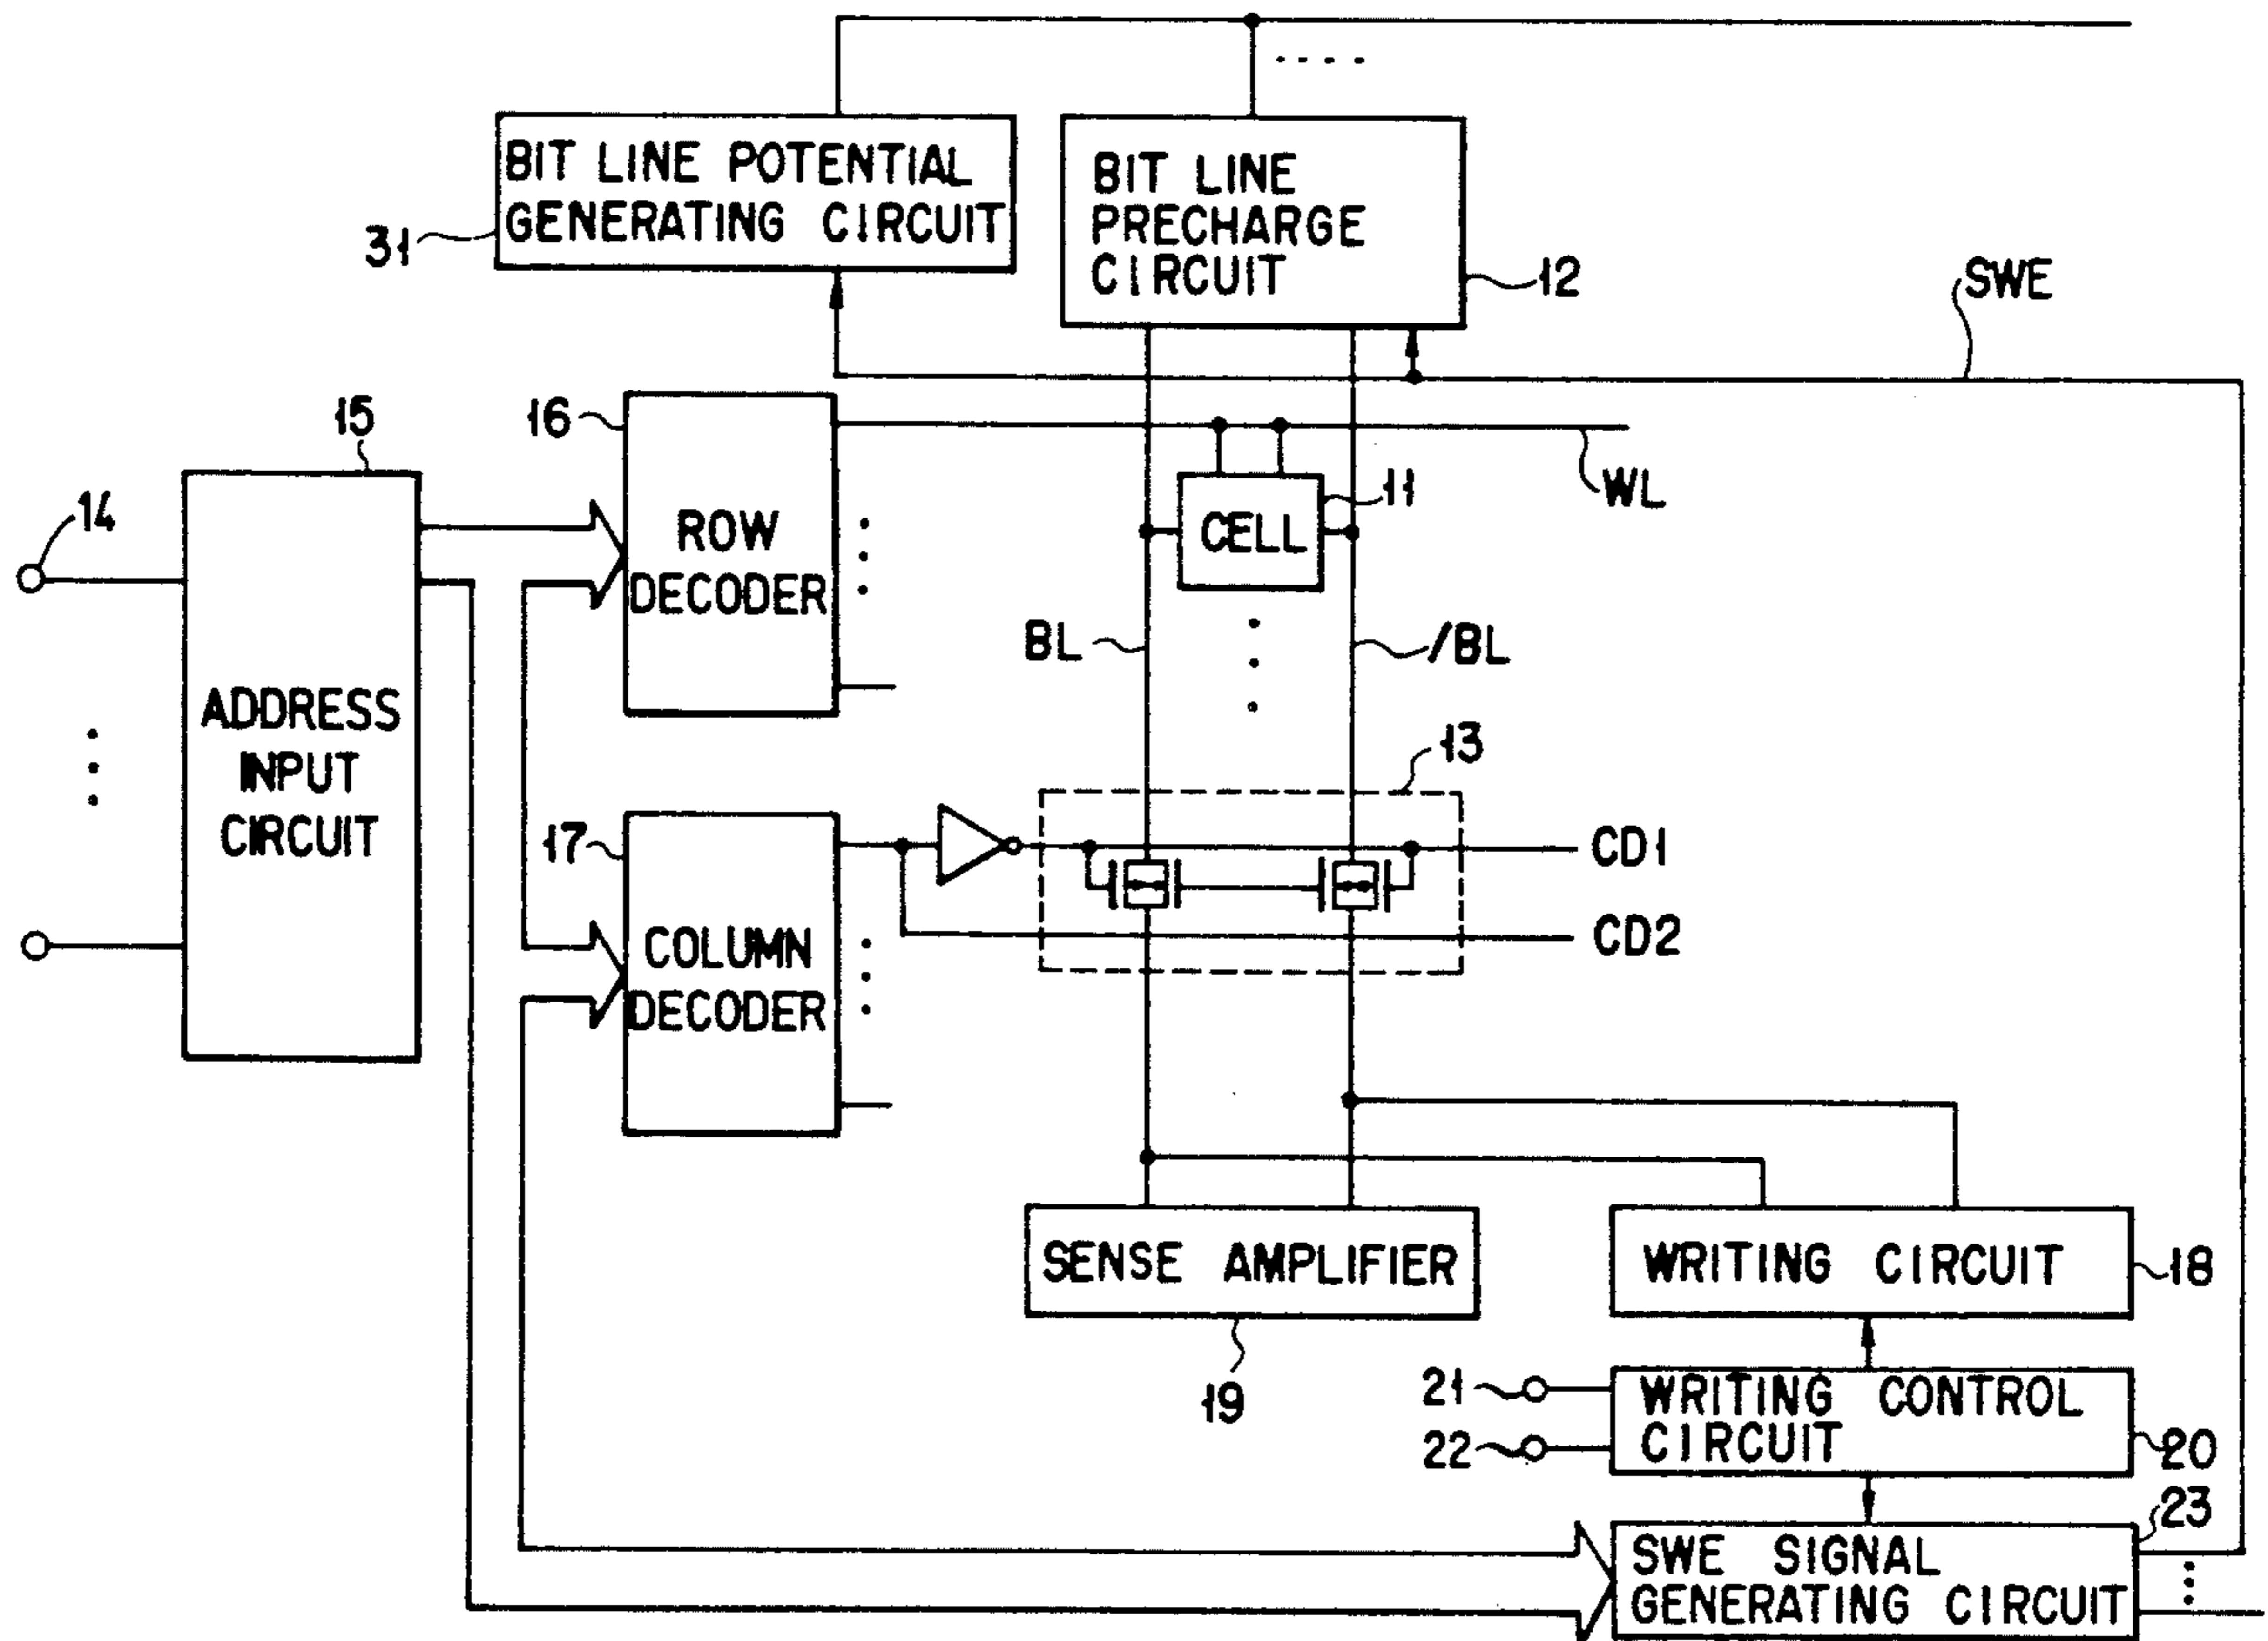 BIT LINE POTENTIAL
GENERATING CIRCUIT
31
BIT LINE
PRECHARGE
CIRCUIT
12
SWE
15
16
WL
14
ROW
DECODER
11
CELL
BL
/BL
ADDRESS
INPUT
CIRCUIT
13
17
CD1
COLUMN
DECODER
CD2
SENSE AMPLIFIER
19
WRITING CIRCUIT
18
21
22
WRITING CONTROL
CIRCUIT
20
23
SWE SIGNAL
GENERATING CIRCUIT